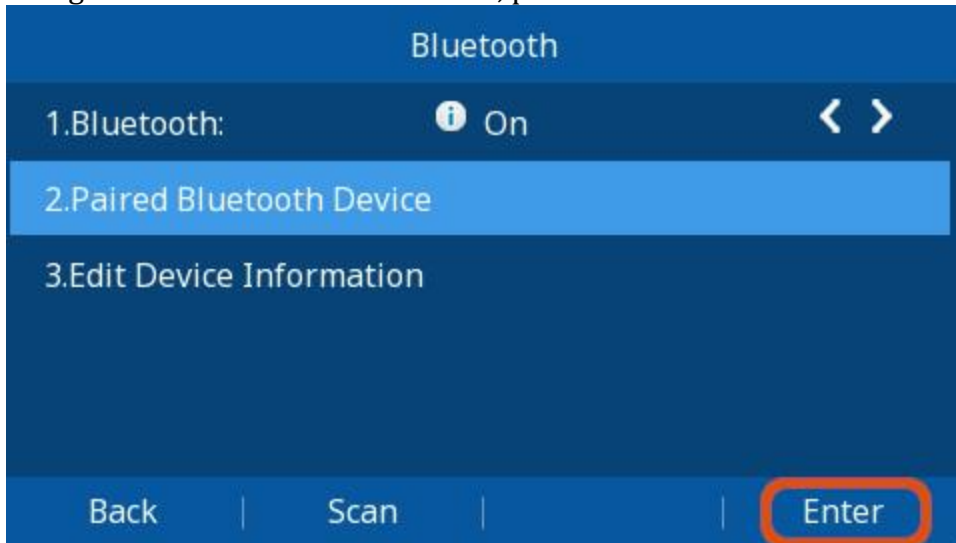 Bluetooth
1.Bluetooth: i On < >
2.Paired Bluetooth Device
3.Edit Device Information
Back | Scan | | Enter